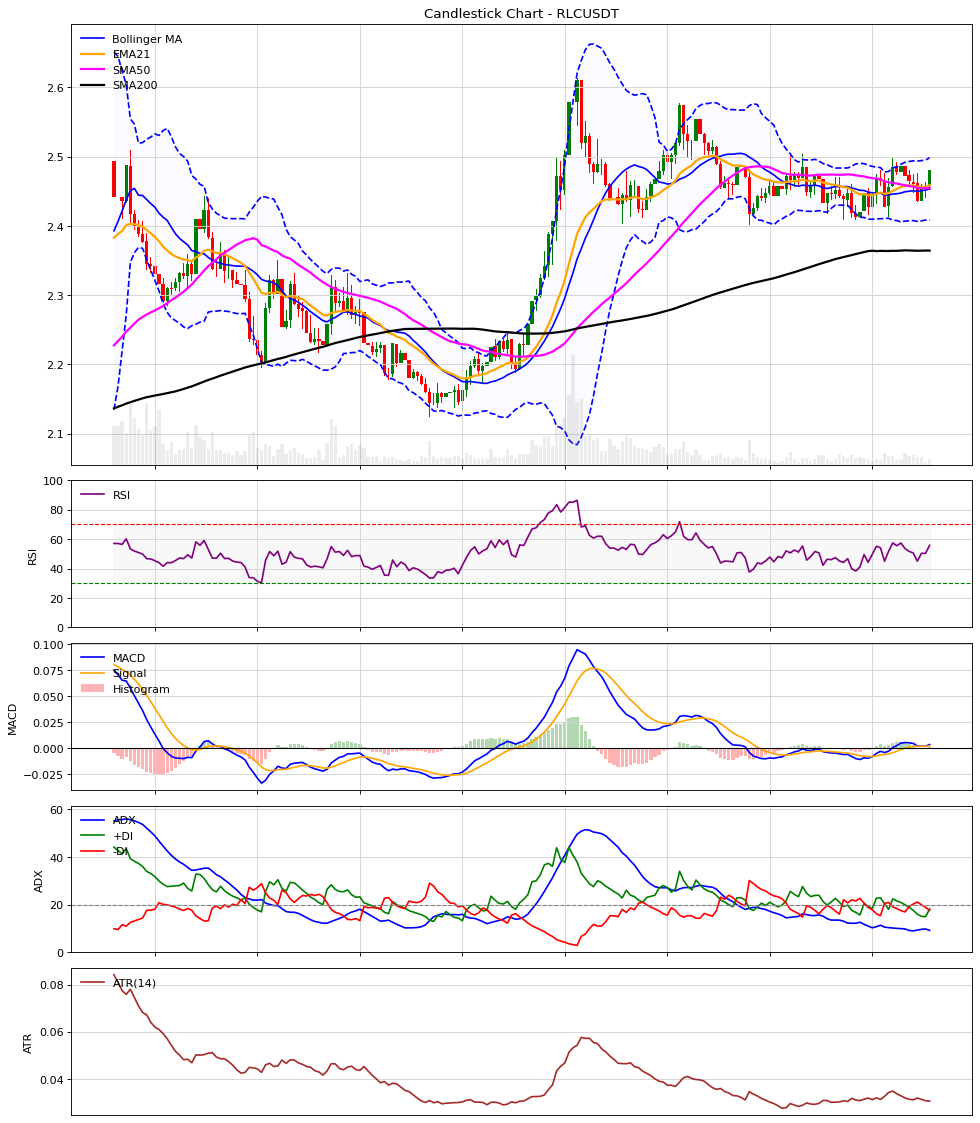 Candlestick Chart - RLCUSDT
Bollinger MA
EMA21
SMA50
SMA200
2.6
2.5
2.4
2.3
2.2
2.1
RSI
100
80
60
40
20
0
RSI
MACD
Signal
Histogram
0.100
0.075
0.050
0.025
0.000
−0.025
MACD
ADX
+DI
-DI
60
40
20
0
ADX
ATR(14)
0.08
0.06
0.04
ATR